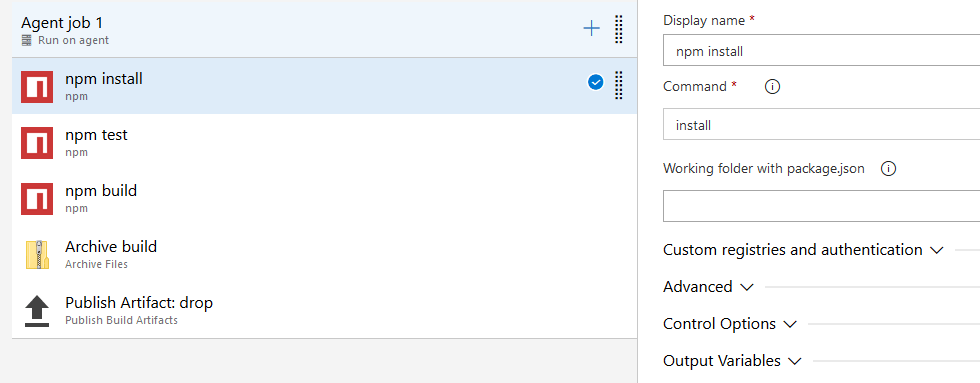 Agent job 1
Run on agent
npm install
npm
npm test
npm
npm build
npm
Archive build
Archive Files
Publish Artifact: drop
Publish Build Artifacts
Display name *
npm install
Command *
install
Working folder with package.json
Custom registries and authentication
Advanced
Control Options
Output Variables